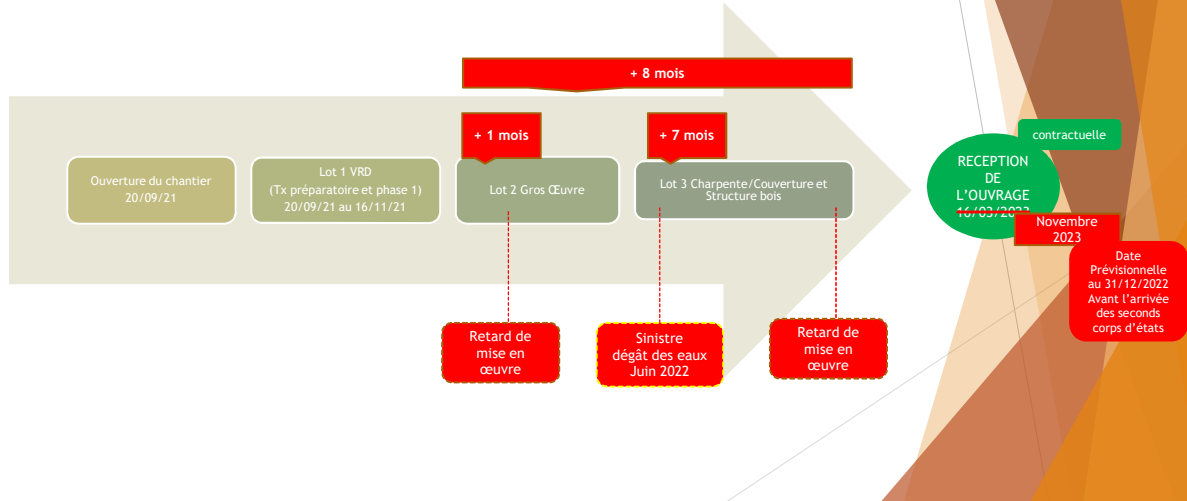 + 8 mois
+ 1 mois
+ 7 mois
Ouverture du chantier
20/09/21
Lot 1 VRD
(Tx préparatoire et phase 1)
20/09/21 au 16/11/21
Lot 2 Gros Œuvre
Lot 3 Charpente/Couverture et
Structure bois
contractuelle
RECEPTION
DE
L’OUVRAGE
16/03/2023
Novembre
2023
Date
Prévisionnelle
au 31/12/2022
Avant l’arrivée
des seconds
corps d’états
Retard de
mise en
œuvre
Sinistre
dégât des eaux
Juin 2022
Retard de
mise en
œuvre